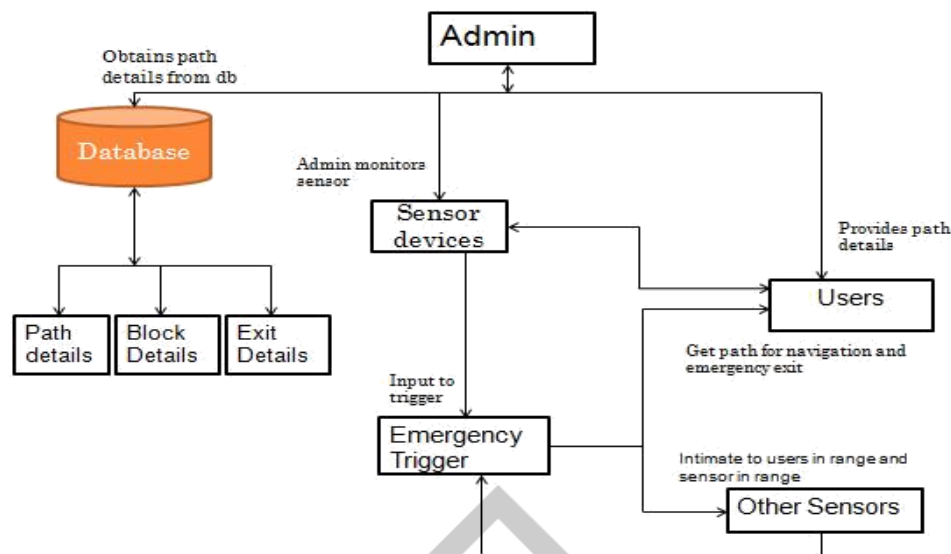 Admin
Obtains path
details from db
Database
Admin monitors
sensor
Sensor
devices
Provides path
details
Users
Path
details
Block
Details
Exit
Details
Get path for navigation and
emergency exit
Input to
trigger
Emergency
Trigger
Intimate to users in range and
sensor in range
Other Sensors